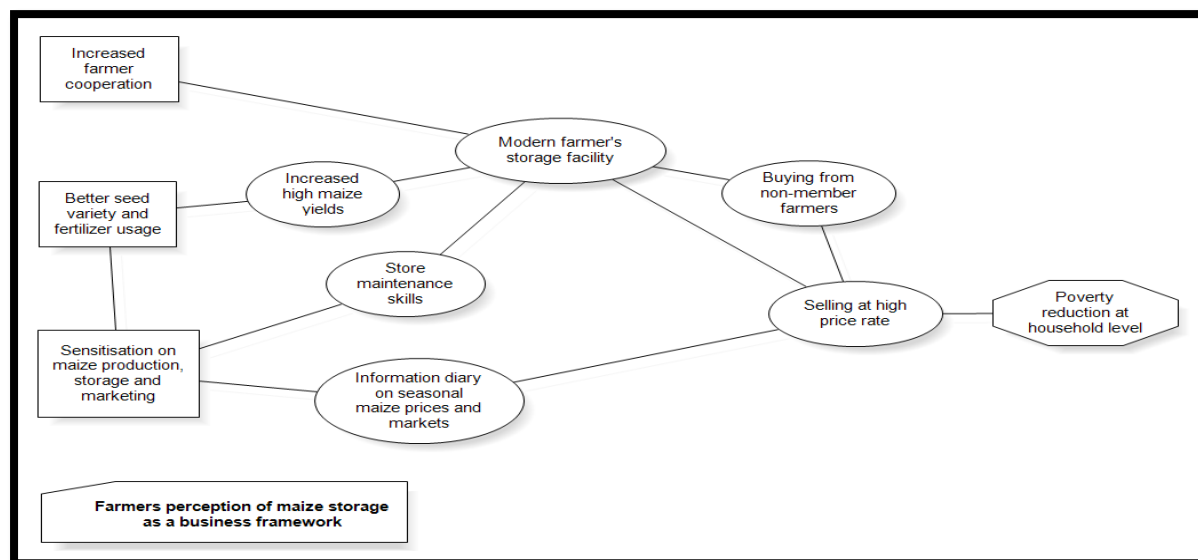 Increased
farmer
cooperation
Modern farmer's
storage facility
Increased
high maize
yields
Buying from
non-member
farmers
Better seed
variety and
fertilizer usage
Store
maintenance
skills
Selling at high
price rate
Poverty
reduction at
household level
Sensitisation on
maize production,
storage and
marketing
Information diary
on seasonal
maize prices and
markets
Farmers perception of maize storage
as a business framework